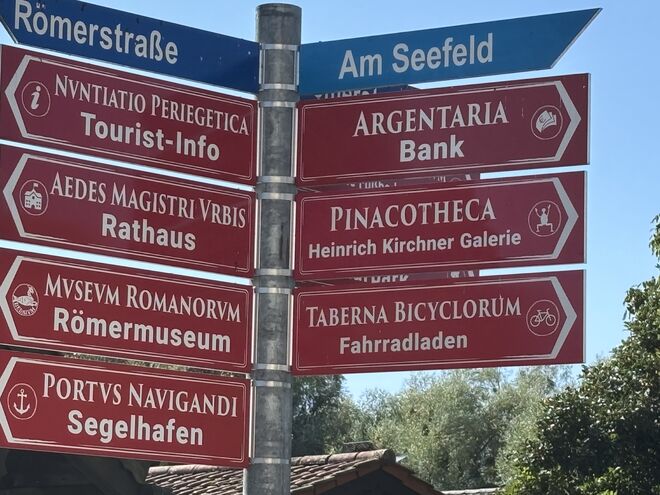 Römerstraße
Am Seefeld
NVNTIATIO PERIEGETICA
Tourist-Info
AEDES MAGISTRI VRBIS
Rathaus
MVSEVM ROMANORVM
Römermuseum
PORTVS NAVIGANDI
Segelhafen
ARGENTARIA
Bank
PINACOTHECA
Heinrich Kirchner Galerie
TABERNA BICYCLORUM
Fahrradladen